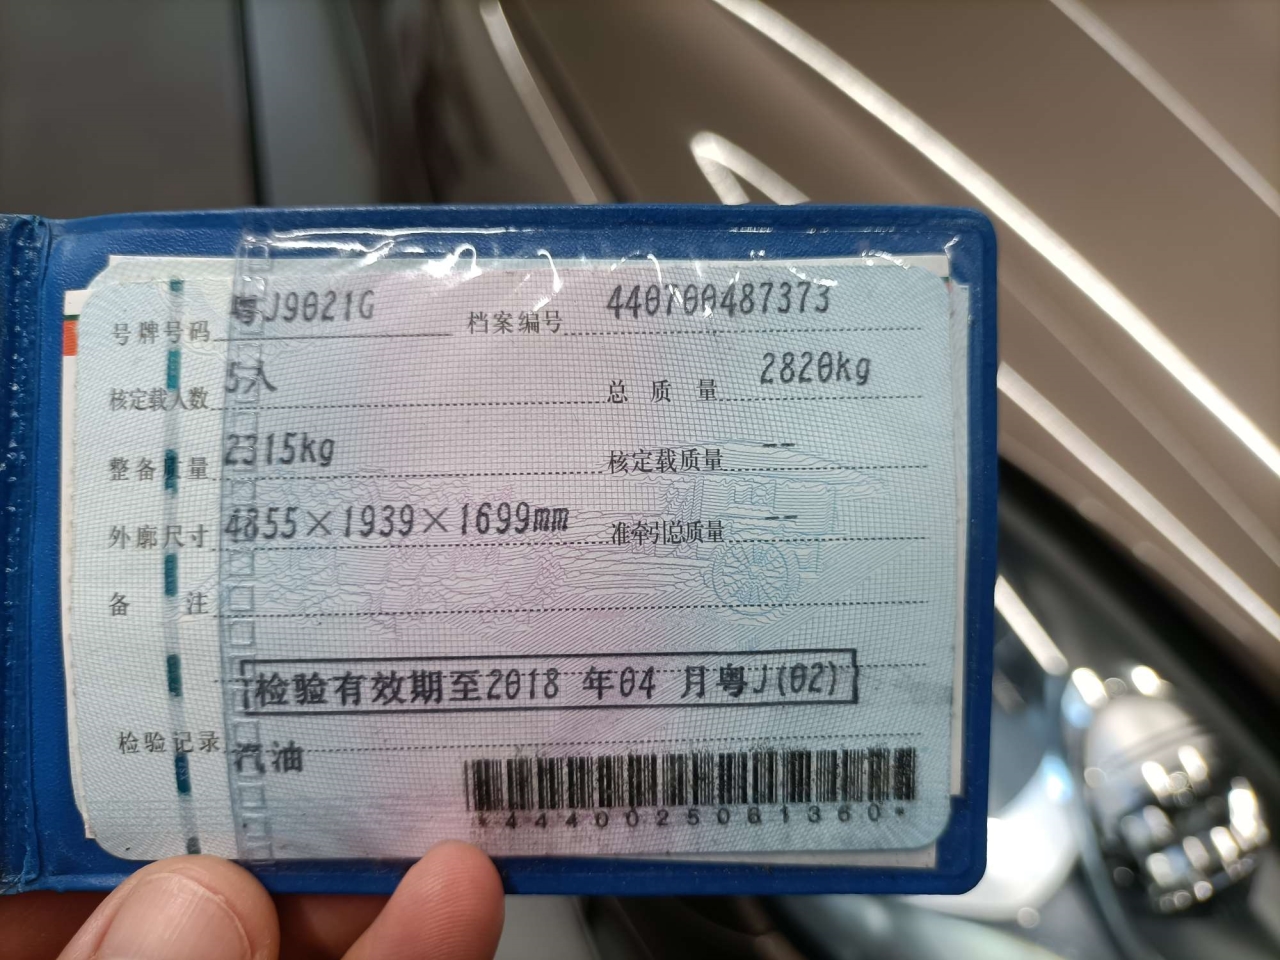 号牌号码 粤J9021G 档案编号 440700487373
核定载人数 5人 总质量 2820kg
整备质量 2315kg 核定载质量 --
外廓尺寸 4855×1939×1699mm 准牵引总质量 --
备注
检验有效期至2018 年04 月粤J(02)
检验记录
汽油
*4440025061360*